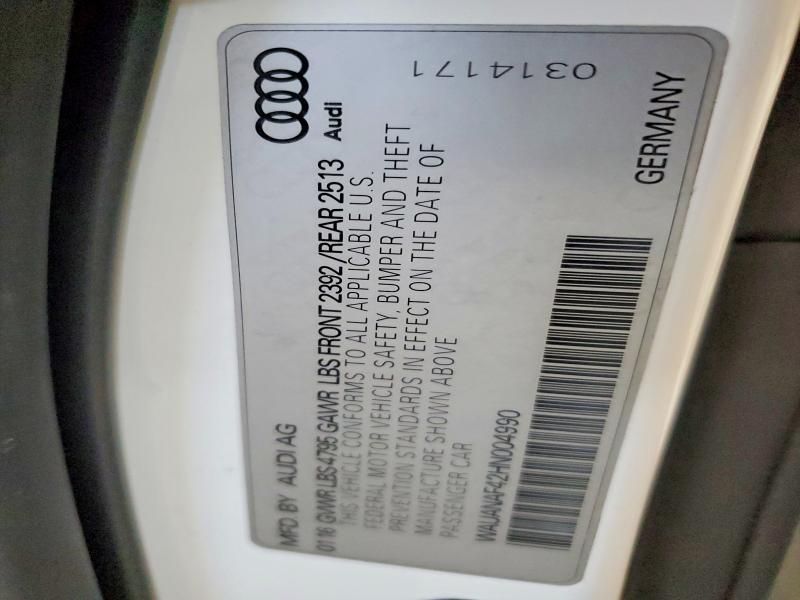 MFD. BY AUDI AG
Audi
0116 GVWR LBS 4795 GAWR LBS FRONT 2392 / REAR 2513
THIS VEHICLE CONFORMS TO ALL APPLICABLE U.S.
FEDERAL MOTOR VEHICLE SAFETY, BUMPER AND THEFT
PREVENTION STANDARDS IN EFFECT ON THE DATE OF
MANUFACTURE SHOWN ABOVE
PASSENGER CAR
0314171
WAUANAF42HN004990
GERMANY